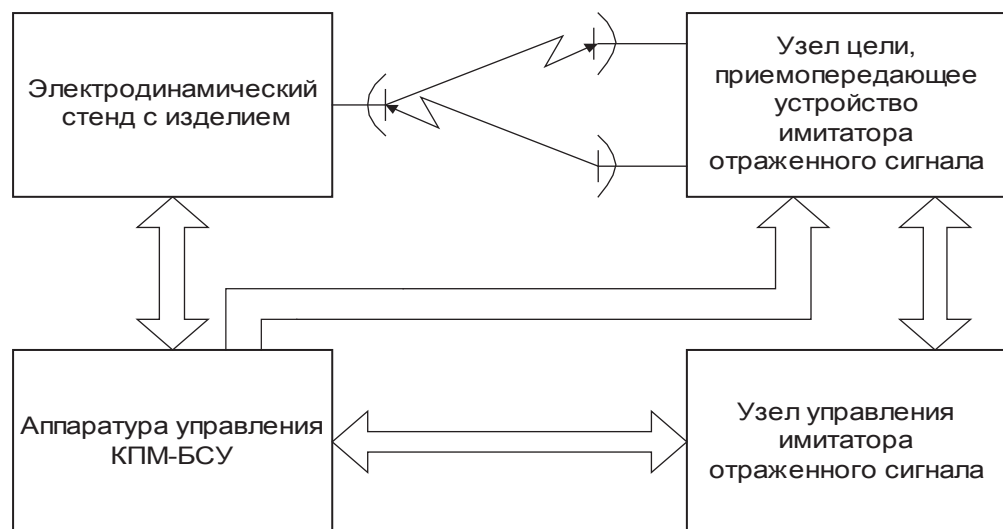 Электродинамический
стенд с изделием
Узел цели,
приемопередающее
устройство
имитатора
отраженного сигнала
Аппаратура управления
КПМ-БСУ
Узел управления
имитатора
отраженного сигнала